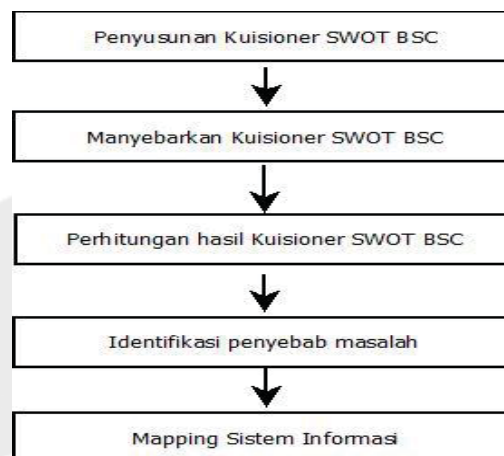 Penyusunan Kuisioner SWOT BSC
Manyebarkan Kuisioner SWOT BSC
Perhitungan hasil Kuisioner SWOT BSC
Identifikasi penyebab masalah
Mapping Sistem Informasi